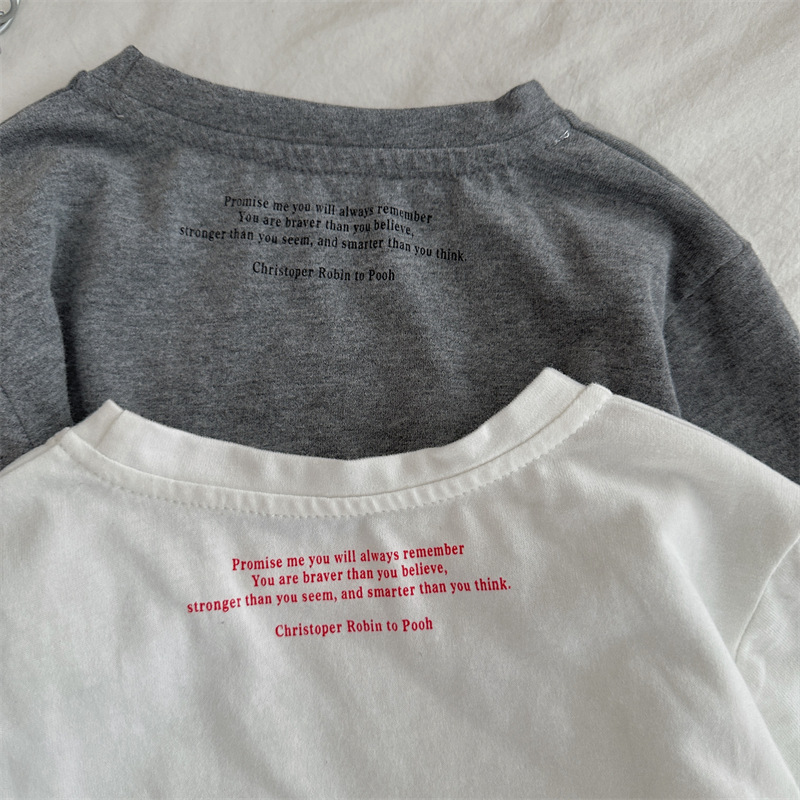 Promise me you will always remember
You are braver than you believe,
stronger than you seem, and smarter than you think.
Christoper Robin to Pooh
Promise me you will always remember
You are braver than you believe,
stronger than you seem, and smarter than you think.
Christoper Robin to Pooh